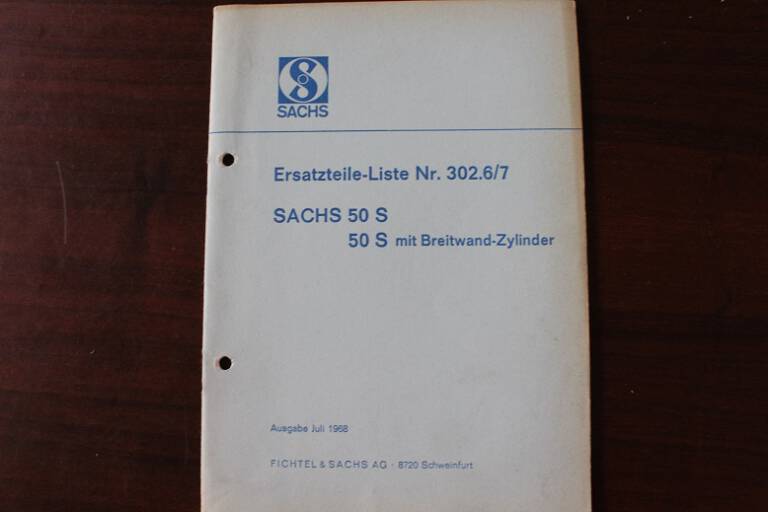 SACHS
Ersatzteile-Liste Nr. 302.6/7
SACHS 50 S
50 S mit Breitwand-Zylinder
Ausgabe Juli 1968
FICHTEL & SACHS AG · 8720 Schweinfurt